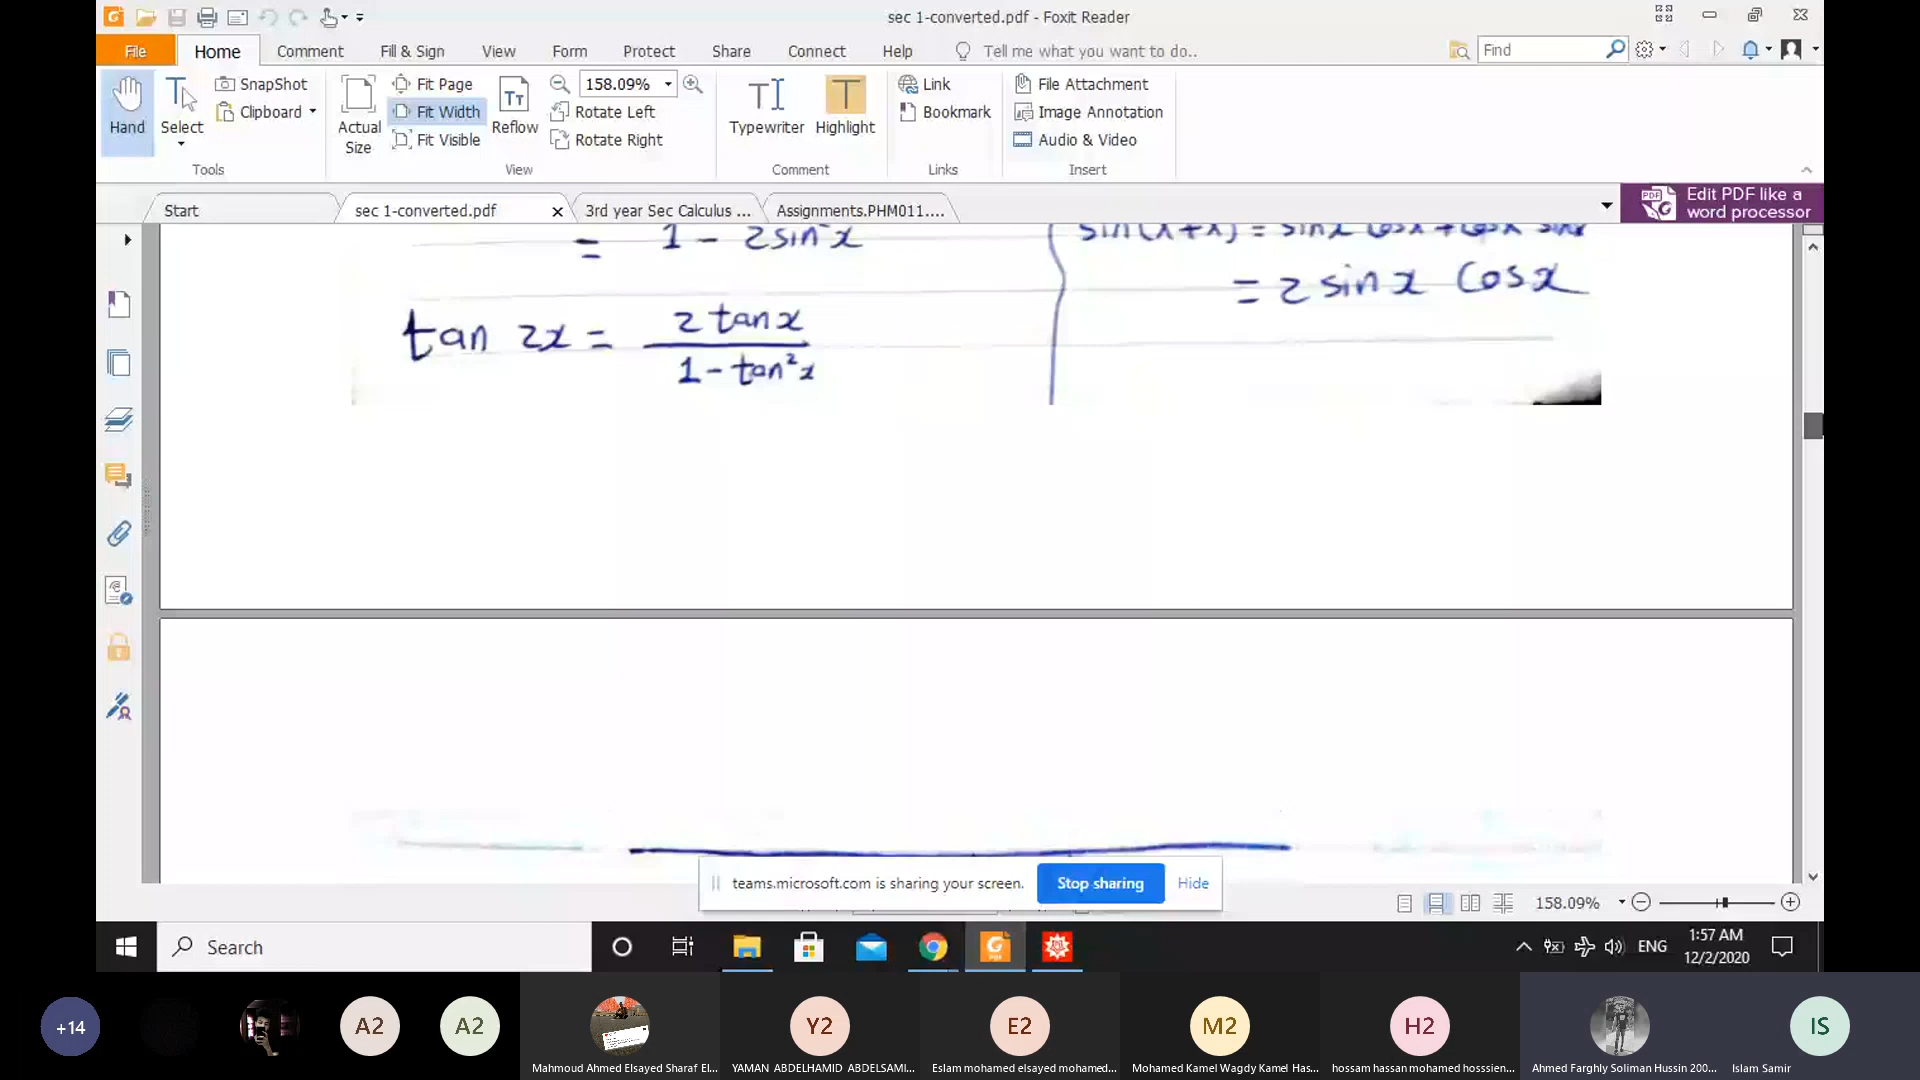 sec 1-converted.pdf - Foxit Reader
File Home Comment Fill & Sign View Form Protect Share Connect Help Tell me what you want to do.. Find
Hand
Select
SnapShot
Clipboard
Tools
Actual Size
Fit Page
Fit Width
Fit Visible
Reflow
158.09%
Rotate Left
Rotate Right
View
Typewriter
Highlight
Comment
Link
Bookmark
Links
File Attachment
Image Annotation
Audio & Video
Insert
Start
sec 1-converted.pdf
3rd year Sec Calculus ...
Assignments.PHM011....
Edit PDF like a
word processor
= 1 - 2sin²x
tan 2x = 2 tan x / 1 - tan²x
sin(x+x) = sinx cosx + cosx sinx
= 2 sin x cos x
teams.microsoft.com is sharing your screen. Stop sharing Hide
158.09%
Search
ENG
1:57 AM
12/2/2020
+14
A2
A2
Y2
E2
M2
H2
IS
Mahmoud Ahmed Elsayed Sharaf El...
YAMAN ABDELHAMID ABDELSAMI...
Eslam mohamed elsayed mohamed...
Mohamed Kamel Wagdy Kamel Has...
hossam hassan mohamed hosssien...
Ahmed Farghly Soliman Hussin 200...
Islam Samir